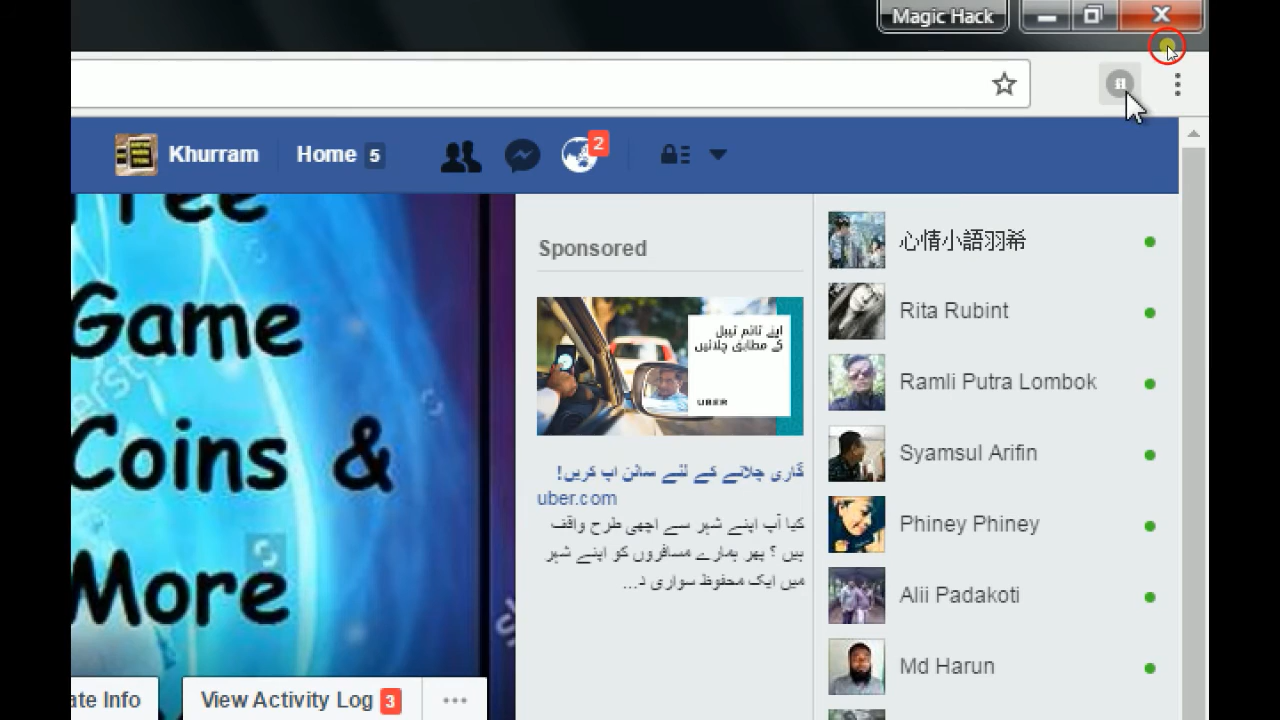 Magic Hack
Khurram
Home 5
2
Free
Game
Coins &
More
Sponsored
اپنے ٹائم ٹیبل
کے مطابق چلائیں
UBER
گاڑی چلانے کے لئے سائن اپ کریں!
uber.com
کیا آپ اپنے شہر سے اچھی طرح واقف
ہیں ؟ پھر ہمارے مسافروں کو اپنے شہر
میں ایک محفوظ سواری د...
心情小語羽希
Rita Rubint
Ramli Putra Lombok
Syamsul Arifin
Phiney Phiney
Alii Padakoti
Md Harun
ate Info
View Activity Log 3